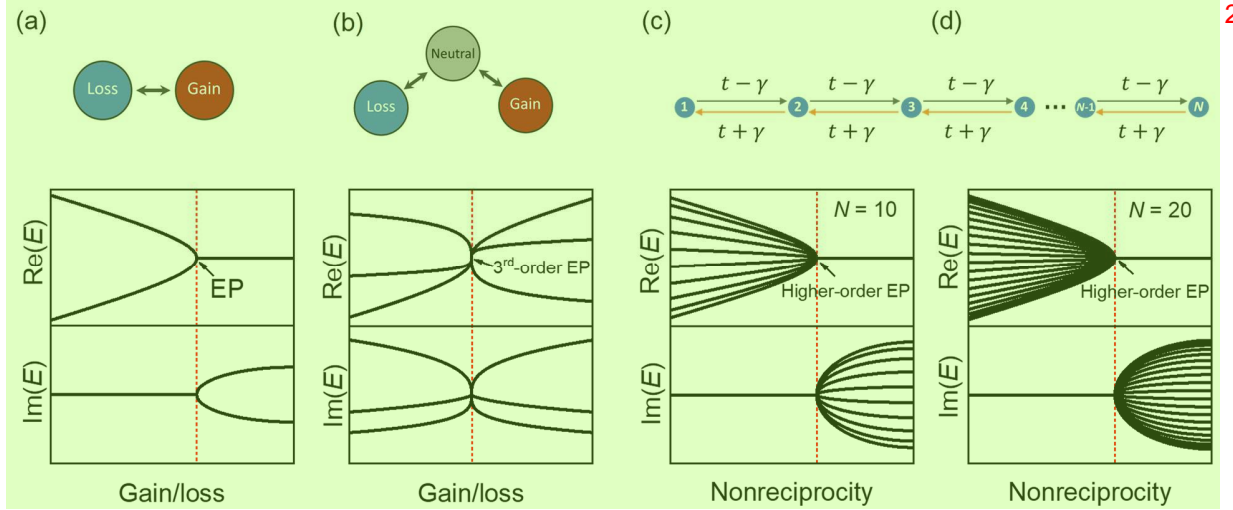 (a)
(b)
(c)
(d)
2
Loss
Gain
Neutral
Loss
Gain
t − γ
t − γ
t − γ
t − γ
1
2
3
4
...
N-1
N
t + γ
t + γ
t + γ
t + γ
Re(E)
EP
Im(E)
Gain/loss
Re(E)
3rd-order EP
Im(E)
Gain/loss
Re(E)
N = 10
Higher-order EP
Im(E)
Nonreciprocity
Re(E)
N = 20
Higher-order EP
Im(E)
Nonreciprocity